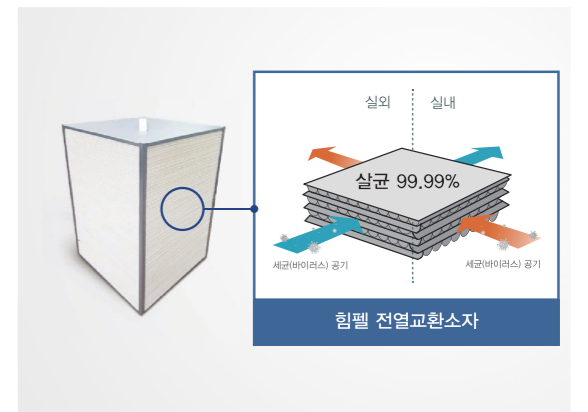 실외 실내
살균 99.99%
세균(바이러스) 공기
세균(바이러스) 공기
힘펠 전열교환소자